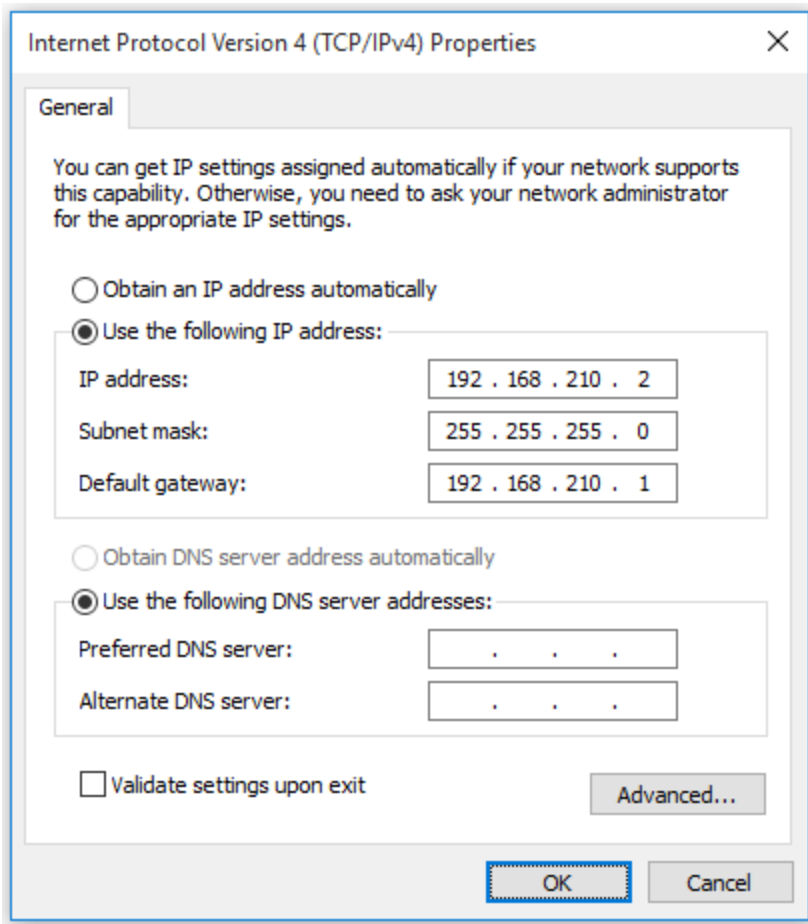 Internet Protocol Version 4 (TCP/IPv4) Properties
General
You can get IP settings assigned automatically if your network supports
this capability. Otherwise, you need to ask your network administrator
for the appropriate IP settings.
Obtain an IP address automatically
Use the following IP address:
IP address: 192 . 168 . 210 . 2
Subnet mask: 255 . 255 . 255 . 0
Default gateway: 192 . 168 . 210 . 1
Obtain DNS server address automatically
Use the following DNS server addresses:
Preferred DNS server: . . .
Alternate DNS server: . . .
Validate settings upon exit
Advanced...
OK Cancel